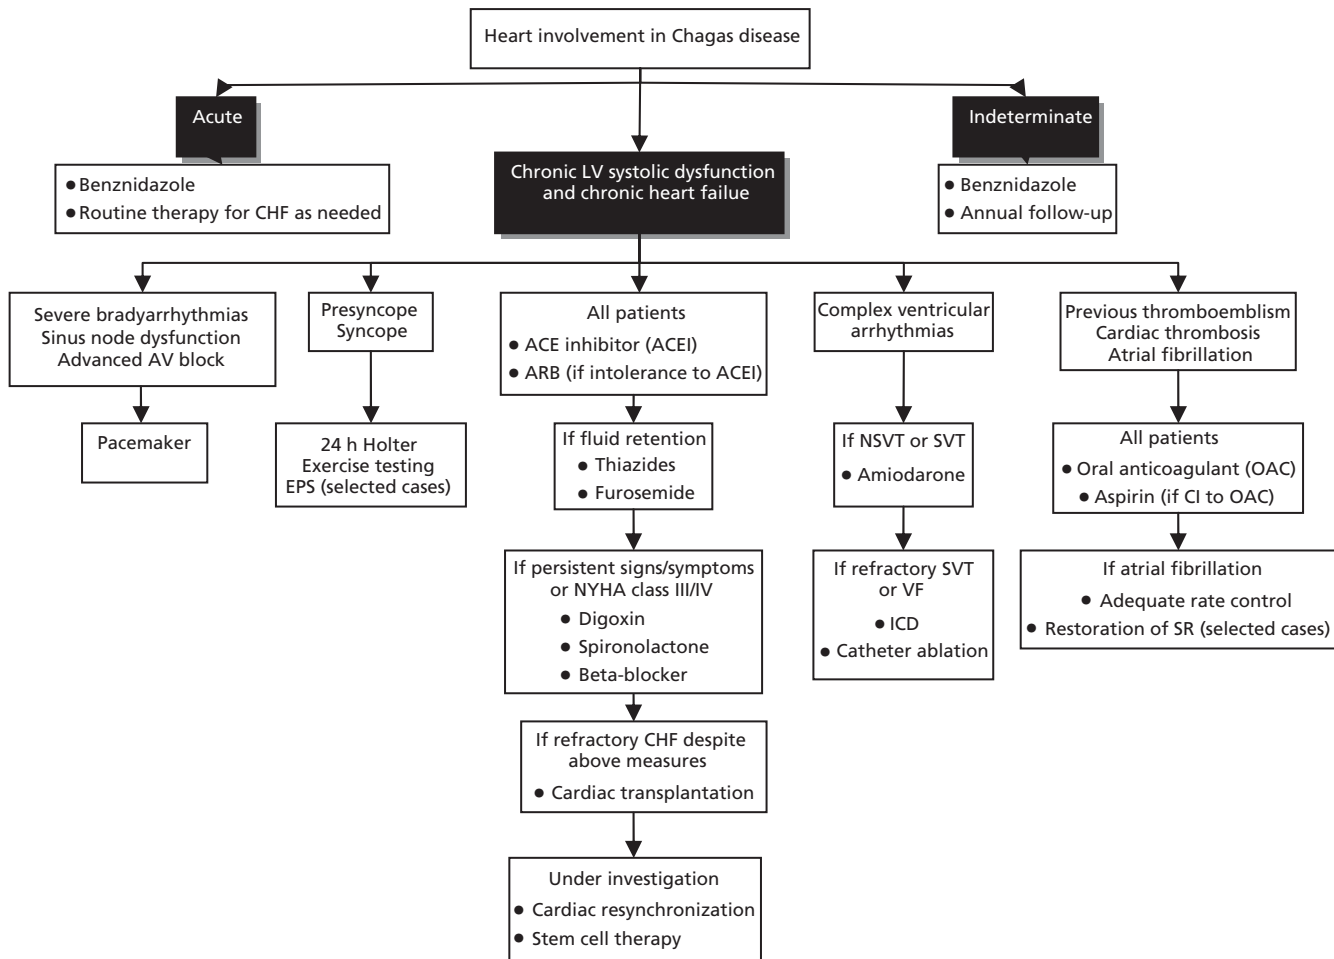 Heart involvement in Chagas disease
Acute
Indeterminate
● Benznidazole
● Routine therapy for CHF as needed
Chronic LV systolic dysfunction
and chronic heart failue
● Benznidazole
● Annual follow-up
Severe bradyarrhythmias
Sinus node dysfunction
Advanced AV block
Presyncope
Syncope
All patients
● ACE inhibitor (ACEI)
● ARB (if intolerance to ACEI)
Complex ventricular
arrhythmias
Previous thromboemblism
Cardiac thrombosis
Atrial fibrillation
Pacemaker
24 h Holter
Exercise testing
EPS (selected cases)
If fluid retention
● Thiazides
● Furosemide
If NSVT or SVT
● Amiodarone
All patients
● Oral anticoagulant (OAC)
● Aspirin (if CI to OAC)
If persistent signs/symptoms
or NYHA class III/IV
● Digoxin
● Spironolactone
● Beta-blocker
If refractory SVT
or VF
● ICD
● Catheter ablation
If atrial fibrillation
● Adequate rate control
● Restoration of SR (selected cases)
If refractory CHF despite
above measures
● Cardiac transplantation
Under investigation
● Cardiac resynchronization
● Stem cell therapy